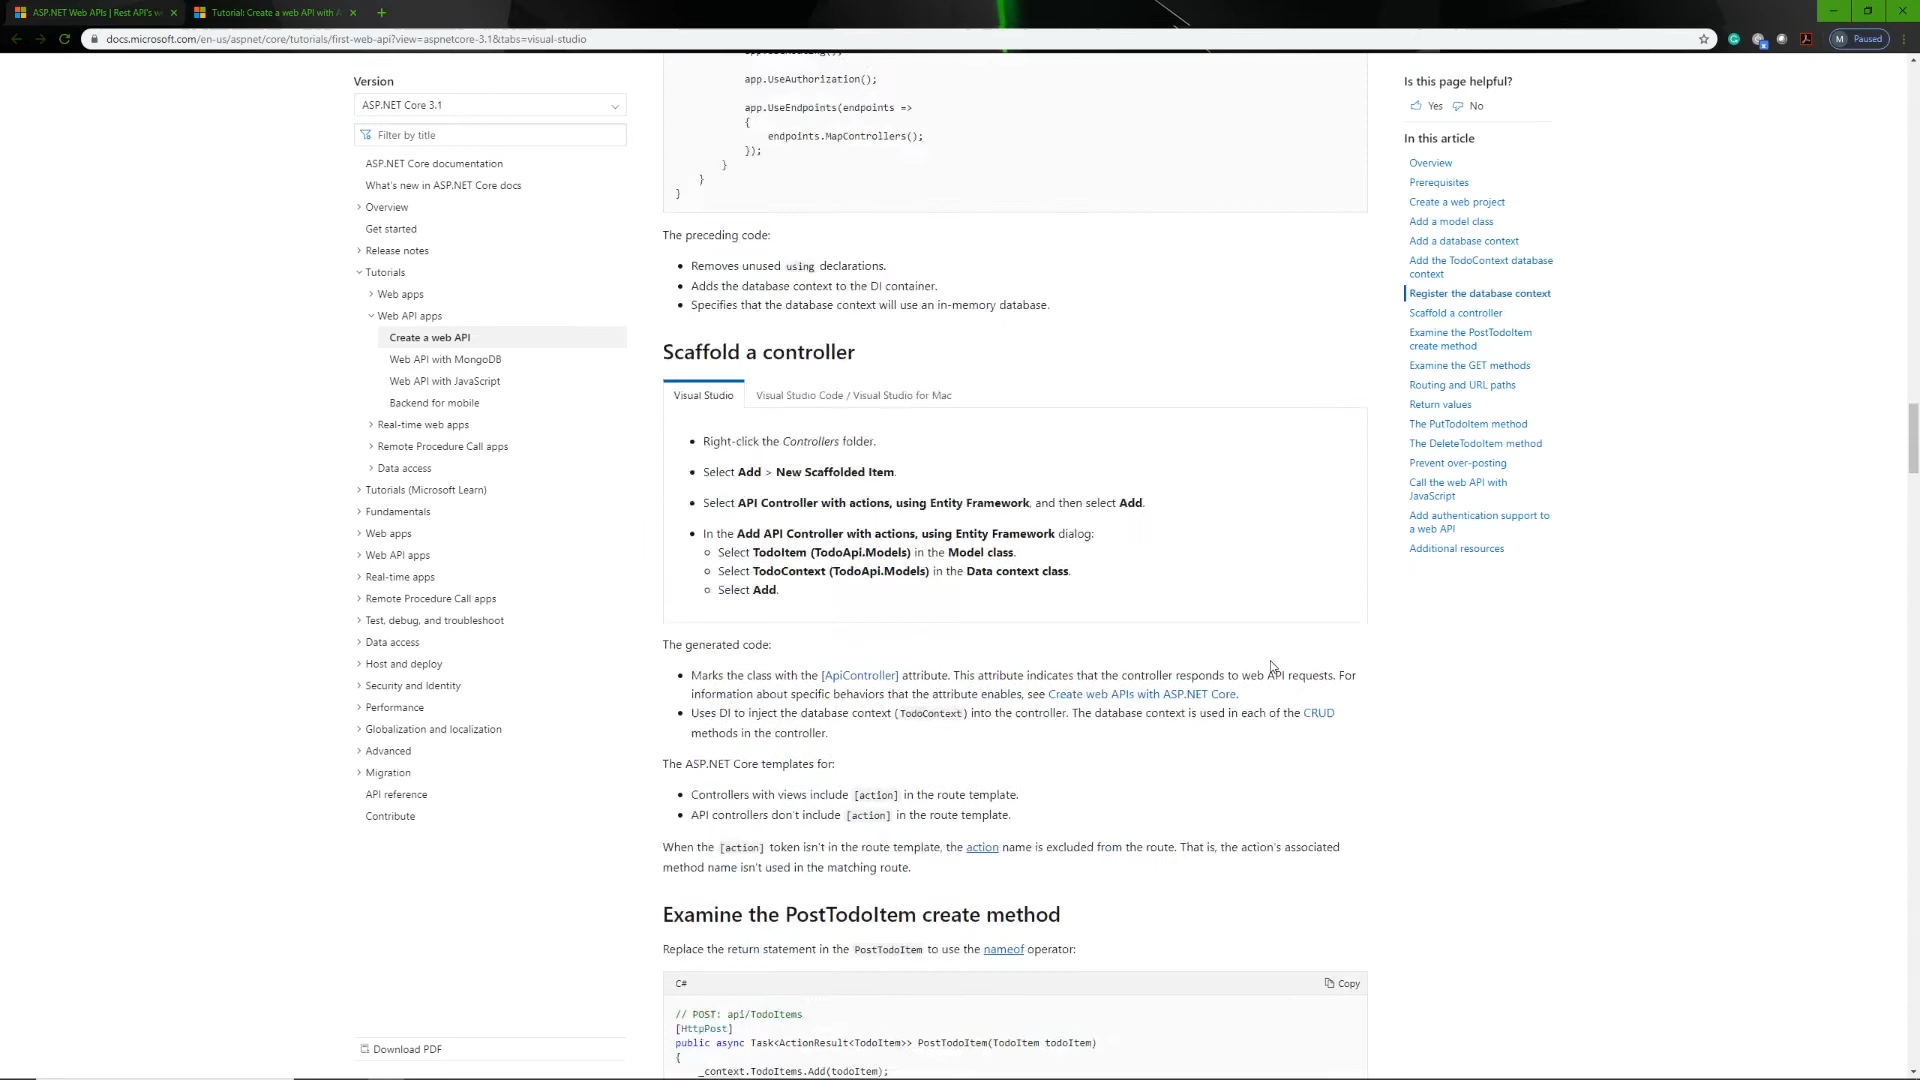 ASP.NET Web APIs | Rest API's w
Tutorial: Create a web API with A
docs.microsoft.com/en-us/aspnet/core/tutorials/first-web-api?view=aspnetcore-3.1&tabs=visual-studio
M Paused
Version
ASP.NET Core 3.1
Filter by title
ASP.NET Core documentation
What's new in ASP.NET Core docs
Overview
Get started
Release notes
Tutorials
Web apps
Web API apps
Create a web API
Web API with MongoDB
Web API with JavaScript
Backend for mobile
Real-time web apps
Remote Procedure Call apps
Data access
Tutorials (Microsoft Learn)
Fundamentals
Web apps
Web API apps
Real-time apps
Remote Procedure Call apps
Test, debug, and troubleshoot
Data access
Host and deploy
Security and Identity
Performance
Globalization and localization
Advanced
Migration
API reference
Contribute
Download PDF
app.UseAuthorization();
app.UseEndpoints(endpoints =>
{
endpoints.MapControllers();
});
}
}
}
The preceding code:
• Removes unused using declarations.
• Adds the database context to the DI container.
• Specifies that the database context will use an in-memory database.
Scaffold a controller
Visual Studio
Visual Studio Code / Visual Studio for Mac
• Right-click the Controllers folder.
• Select Add > New Scaffolded Item.
• Select API Controller with actions, using Entity Framework, and then select Add.
• In the Add API Controller with actions, using Entity Framework dialog:
Select TodoItem (TodoApi.Models) in the Model class.
Select TodoContext (TodoApi.Models) in the Data context class.
Select Add.
The generated code:
• Marks the class with the [ApiController] attribute. This attribute indicates that the controller responds to web API requests. For
information about specific behaviors that the attribute enables, see Create web APIs with ASP.NET Core.
• Uses DI to inject the database context (TodoContext) into the controller. The database context is used in each of the CRUD
methods in the controller.
The ASP.NET Core templates for:
• Controllers with views include [action] in the route template.
• API controllers don't include [action] in the route template.
When the [action] token isn't in the route template, the action name is excluded from the route. That is, the action's associated
method name isn't used in the matching route.
Examine the PostTodoItem create method
Replace the return statement in the PostTodoItem to use the nameof operator:
C#
Copy
// POST: api/TodoItems
[HttpPost]
public async Task<ActionResult<TodoItem>> PostTodoItem(TodoItem todoItem)
{
_context.TodoItems.Add(todoItem);
Is this page helpful?
Yes No
In this article
Overview
Prerequisites
Create a web project
Add a model class
Add a database context
Add the TodoContext database
context
Register the database context
Scaffold a controller
Examine the PostTodoItem
create method
Examine the GET methods
Routing and URL paths
Return values
The PutTodoItem method
The DeleteTodoItem method
Prevent over-posting
Call the web API with
JavaScript
Add authentication support to
a web API
Additional resources